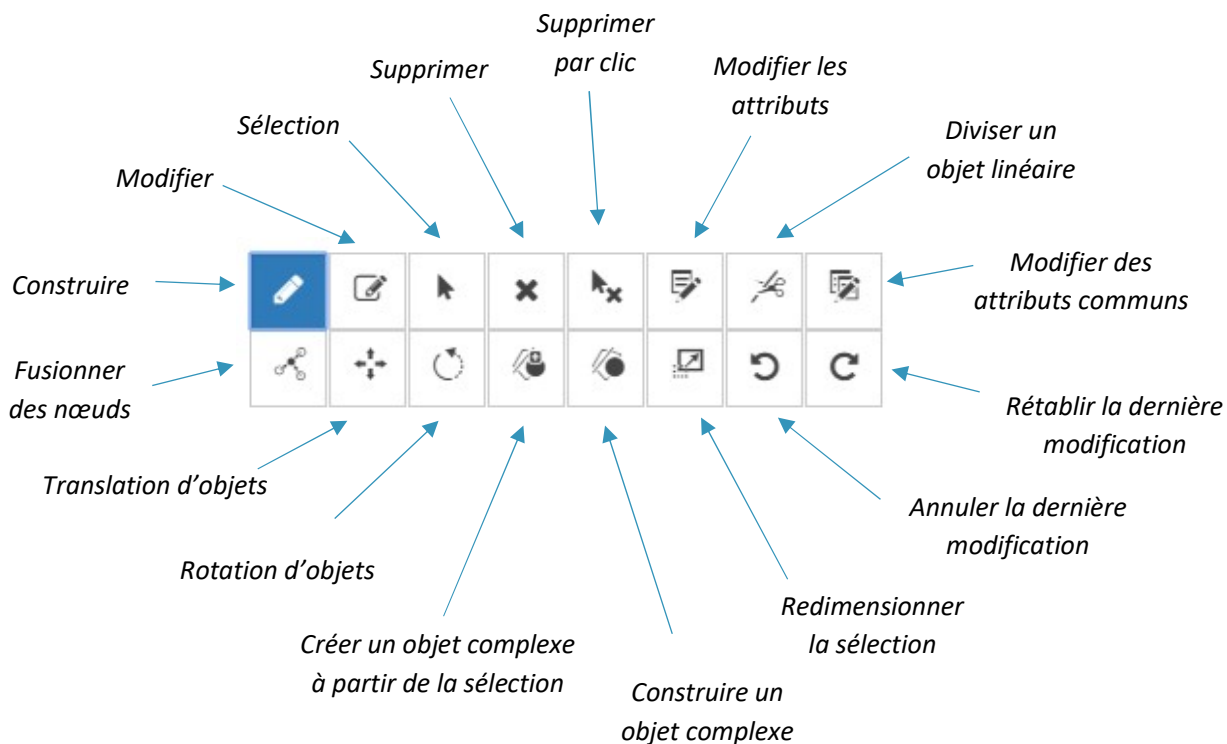 Supprimer
par clic
Supprimer
Modifier les
attributs
Sélection
Diviser un
objet linéaire
Modifier
Construire
Modifier des
attributs communs
Fusionner
des nœuds
Rétablir la dernière
modification
Translation d’objets
Annuler la dernière
modification
Rotation d’objets
Redimensionner
la sélection
Créer un objet complexe
à partir de la sélection
Construire un
objet complexe